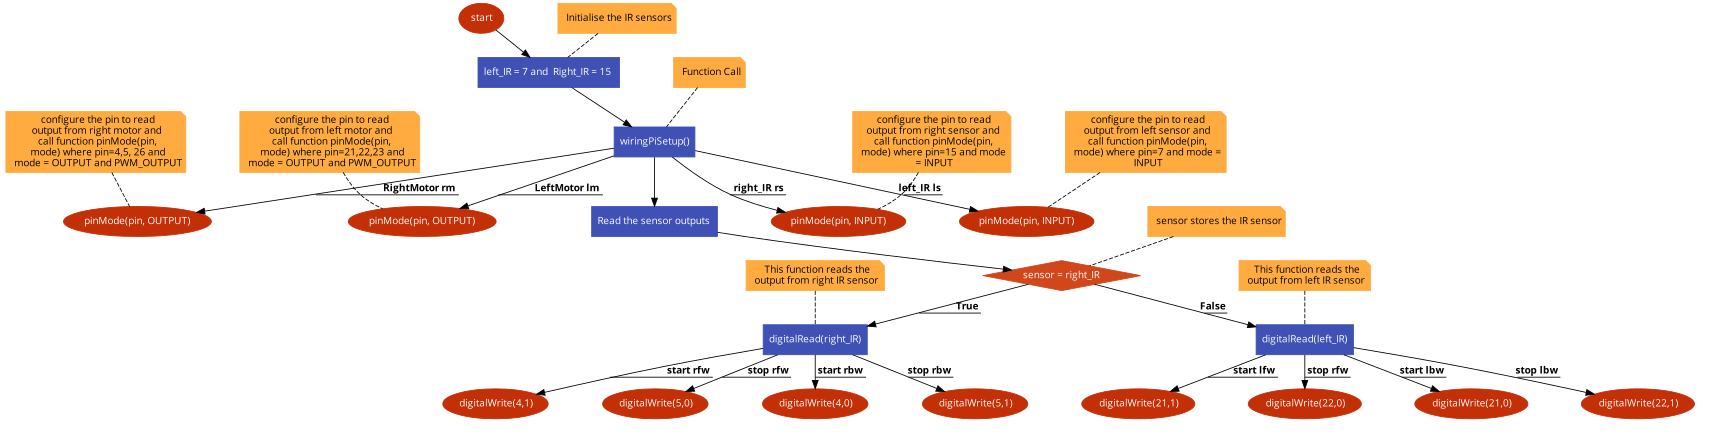 start
Initialise the IR sensors
left_IR = 7 and Right_IR = 15
Function Call
configure the pin to read
output from right motor and
call function pinMode(pin,
mode) where pin=4,5, 26 and
mode = OUTPUT and PWM_OUTPUT
configure the pin to read
output from left motor and
call function pinMode(pin,
mode) where pin=21,22,23 and
mode = OUTPUT and PWM_OUTPUT
wiringPiSetup()
configure the pin to read
output from right sensor and
call function pinMode(pin,
mode) where pin=15 and mode
= INPUT
configure the pin to read
output from left sensor and
call function pinMode(pin,
mode) where pin=7 and mode =
INPUT
RightMotor rm
LeftMotor lm
right_IR rs
left_IR ls
pinMode(pin, OUTPUT)
pinMode(pin, OUTPUT)
Read the sensor outputs
pinMode(pin, INPUT)
pinMode(pin, INPUT)
sensor stores the IR sensor
This function reads the
output from right IR sensor
sensor = right_IR
This function reads the
output from left IR sensor
True
False
digitalRead(right_IR)
digitalRead(left_IR)
start rfw
stop rfw
start rbw
stop rbw
start lfw
stop rfw
start lbw
stop lbw
digitalWrite(4,1)
digitalWrite(5,0)
digitalWrite(4,0)
digitalWrite(5,1)
digitalWrite(21,1)
digitalWrite(22,0)
digitalWrite(21,0)
digitalWrite(22,1)